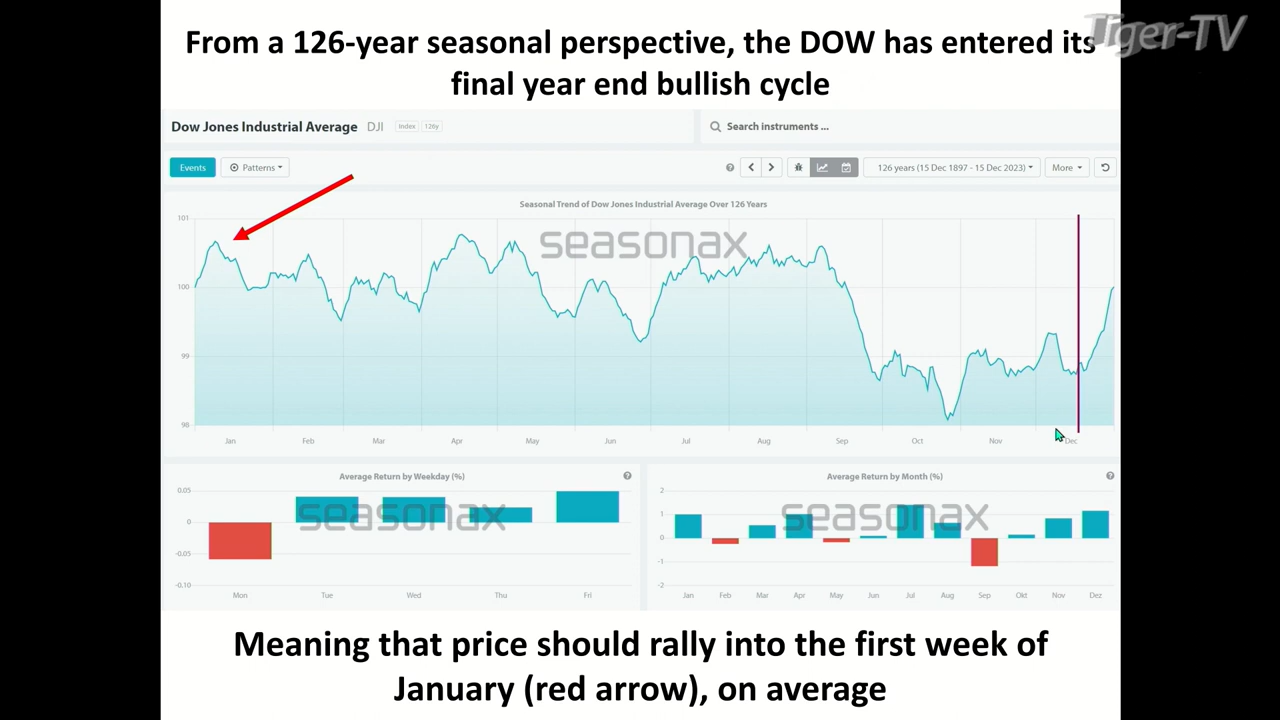 Tiger-TV
From a 126-year seasonal perspective, the DOW has entered its
final year end bullish cycle
Dow Jones Industrial Average DJI Index 126y
Search instruments ...
Events Patterns
126 years (15 Dec 1897 - 15 Dec 2023) More
Seasonal Trend of Dow Jones Industrial Average Over 126 Years
seasonax
101
100
99
98
Jan Feb Mar Apr May Jun Jul Aug Sep Oct Nov Dec
Average Return by Weekday (%)
seasonax
0.05
0
-0.05
-0,10
Mon Tue Wed Thu Fri
Average Return by Month (%)
seasonax
2
1
0
-1
-2
Jan Feb Mar Apr May Jun Jul Aug Sep Okt Nov Dez
Meaning that price should rally into the first week of
January (red arrow), on average